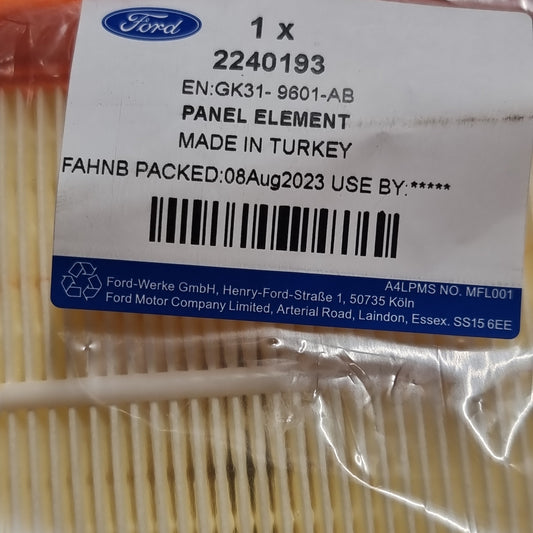 Ford
1 x
2240193
EN:GK31- 9601-AB
PANEL ELEMENT
MADE IN TURKEY
FAHNB PACKED:08Aug2023 USE BY:*****
A4LPMS NO. MFL001
Ford-Werke GmbH, Henry-Ford-Straße 1, 50735 Köln
Ford Motor Company Limited, Arterial Road, Laindon, Essex. SS15 6EE